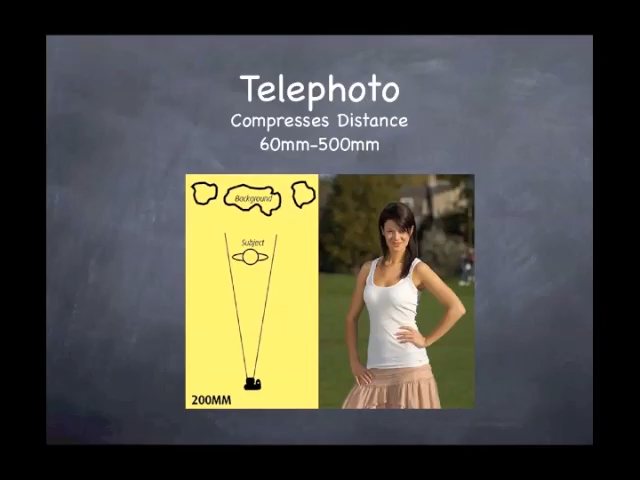 Telephoto
Compresses Distance
60mm-500mm
Background
Subject
200MM